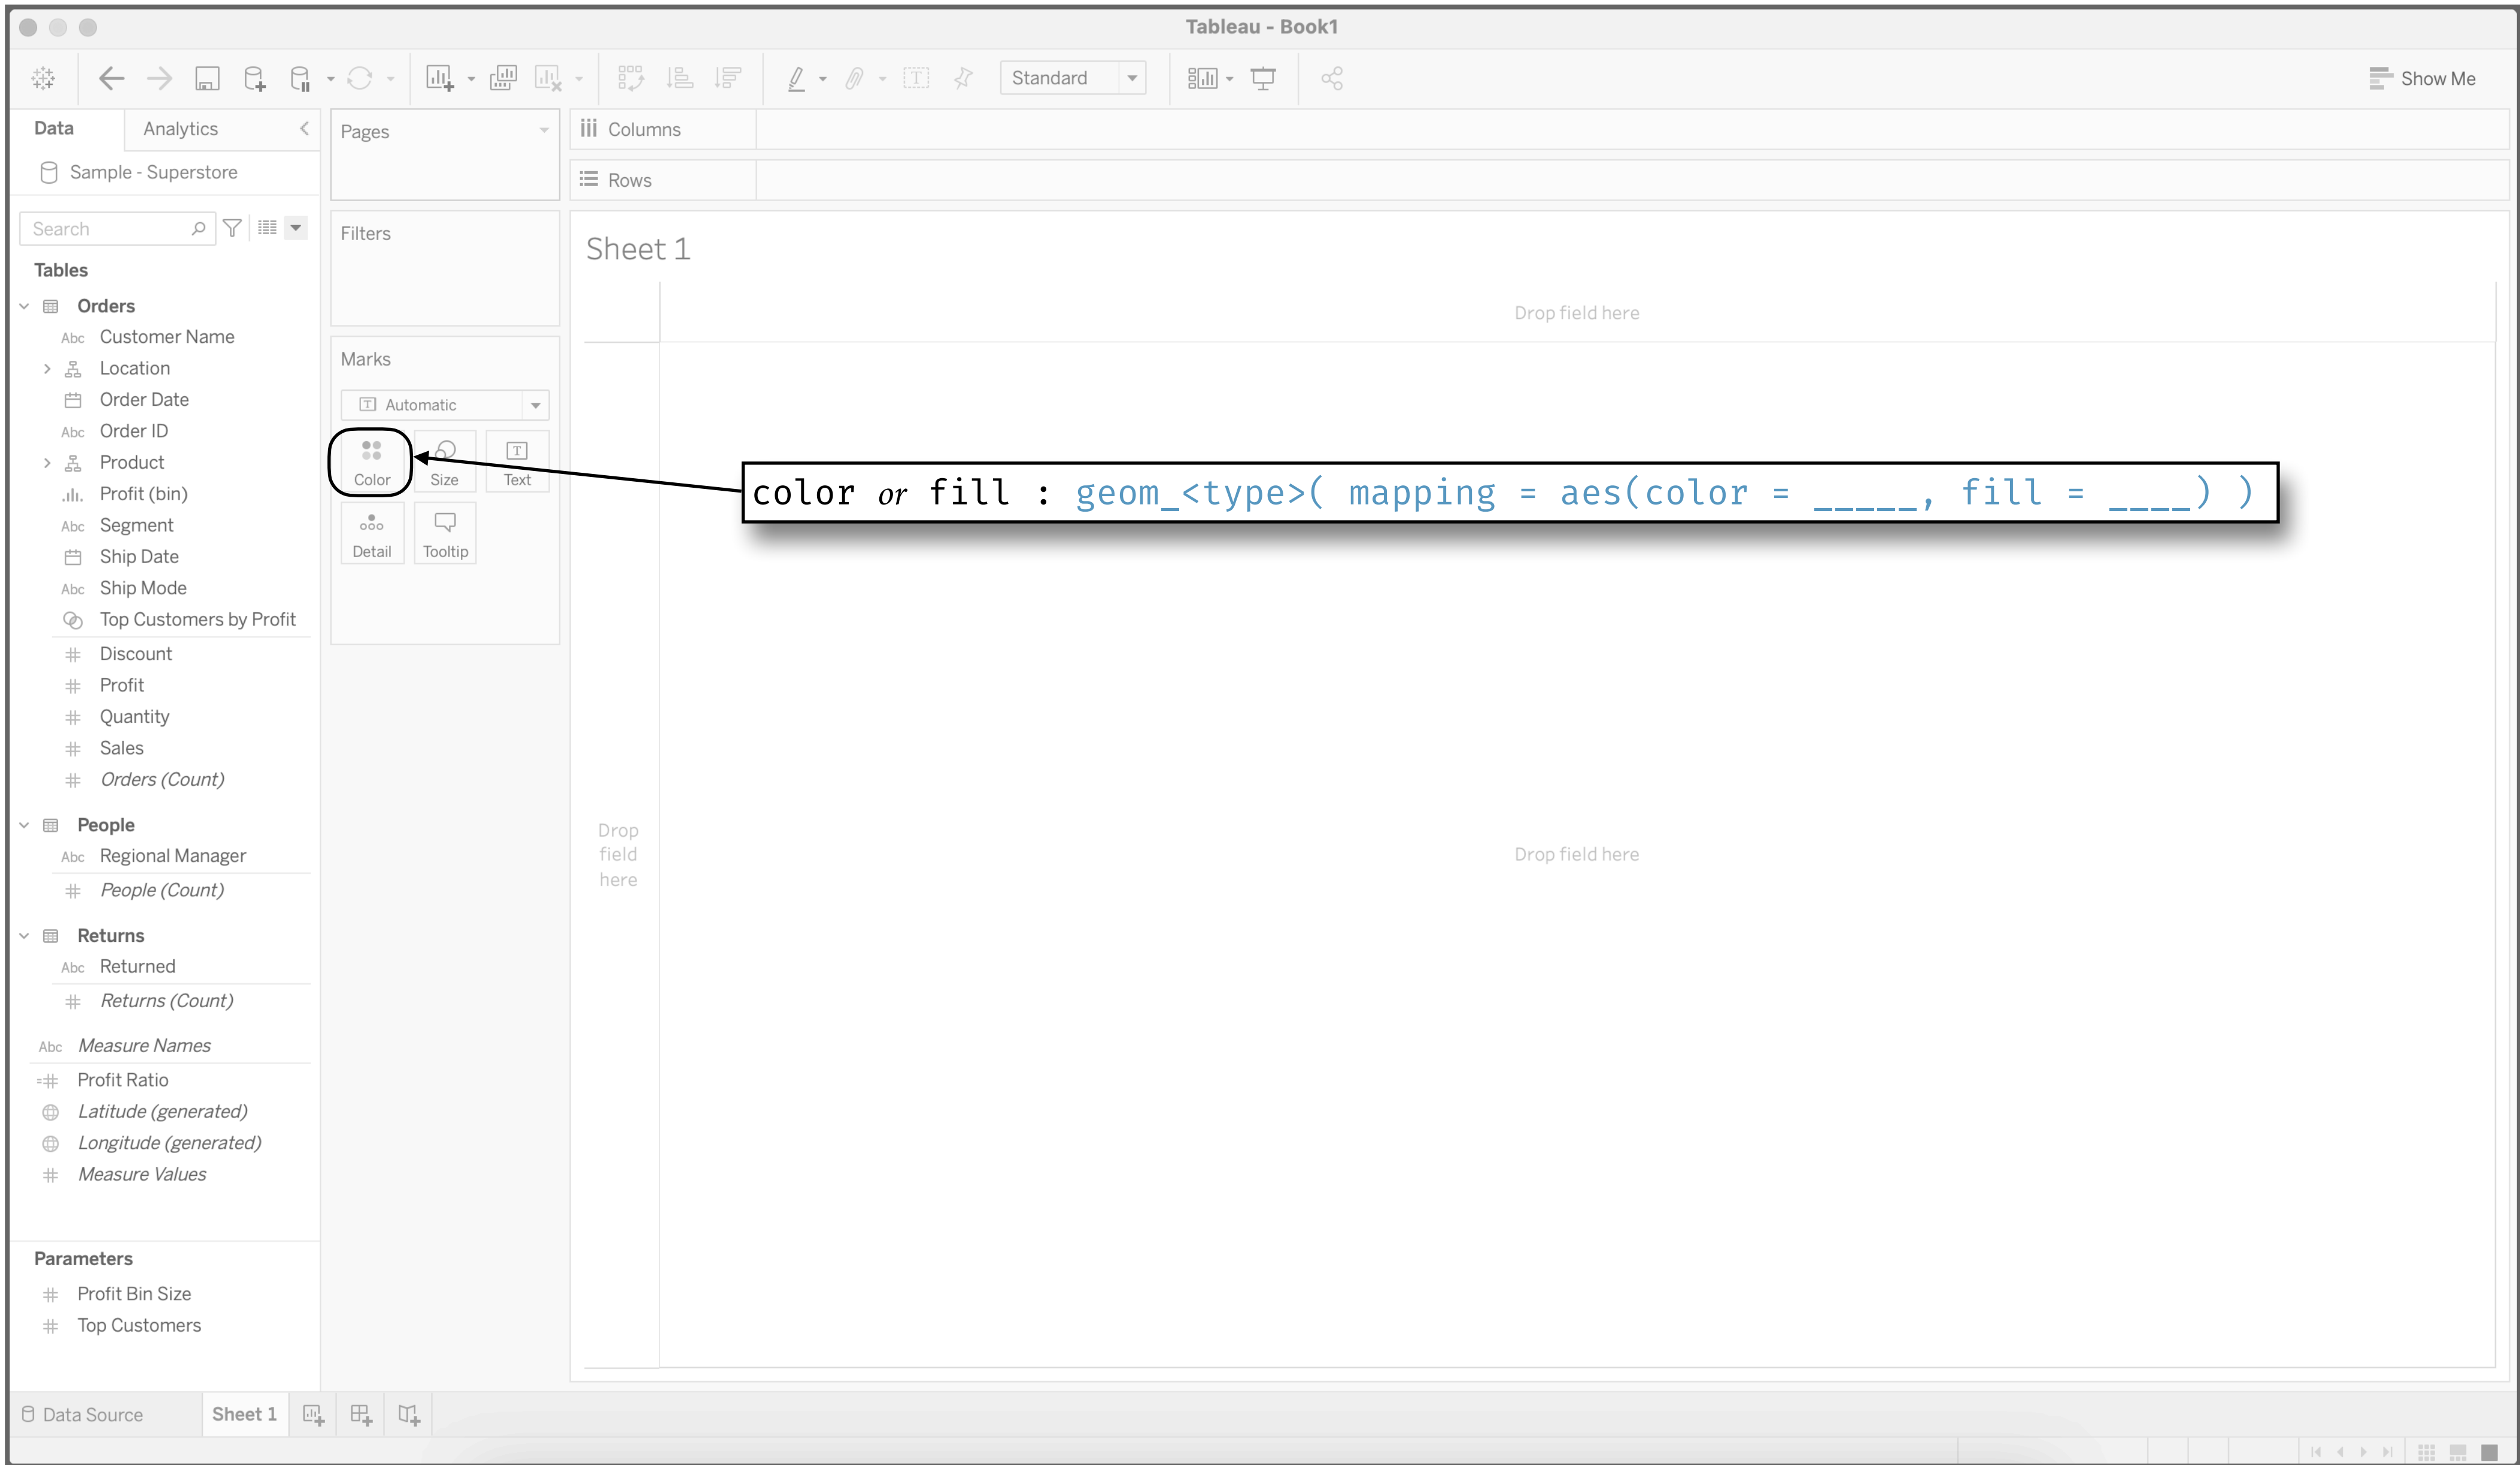 Tableau - Book1
Standard
Show Me
Data
Analytics
Sample - Superstore
Search
Tables
Orders
Abc Customer Name
Location
Order Date
Abc Order ID
Product
Profit (bin)
Abc Segment
Ship Date
Abc Ship Mode
Top Customers by Profit
# Discount
# Profit
# Quantity
# Sales
# Orders (Count)
People
Abc Regional Manager
# People (Count)
Returns
Abc Returned
# Returns (Count)
Abc Measure Names
=# Profit Ratio
Latitude (generated)
Longitude (generated)
# Measure Values
Parameters
# Profit Bin Size
# Top Customers
Pages
Filters
Marks
T Automatic
Color
Size
T Text
Detail
Tooltip
Columns
Rows
Sheet 1
Drop field here
color or fill : geom_<type>( mapping = aes(color = _____, fill = ____) )
Drop
field
here
Drop field here
Data Source
Sheet 1